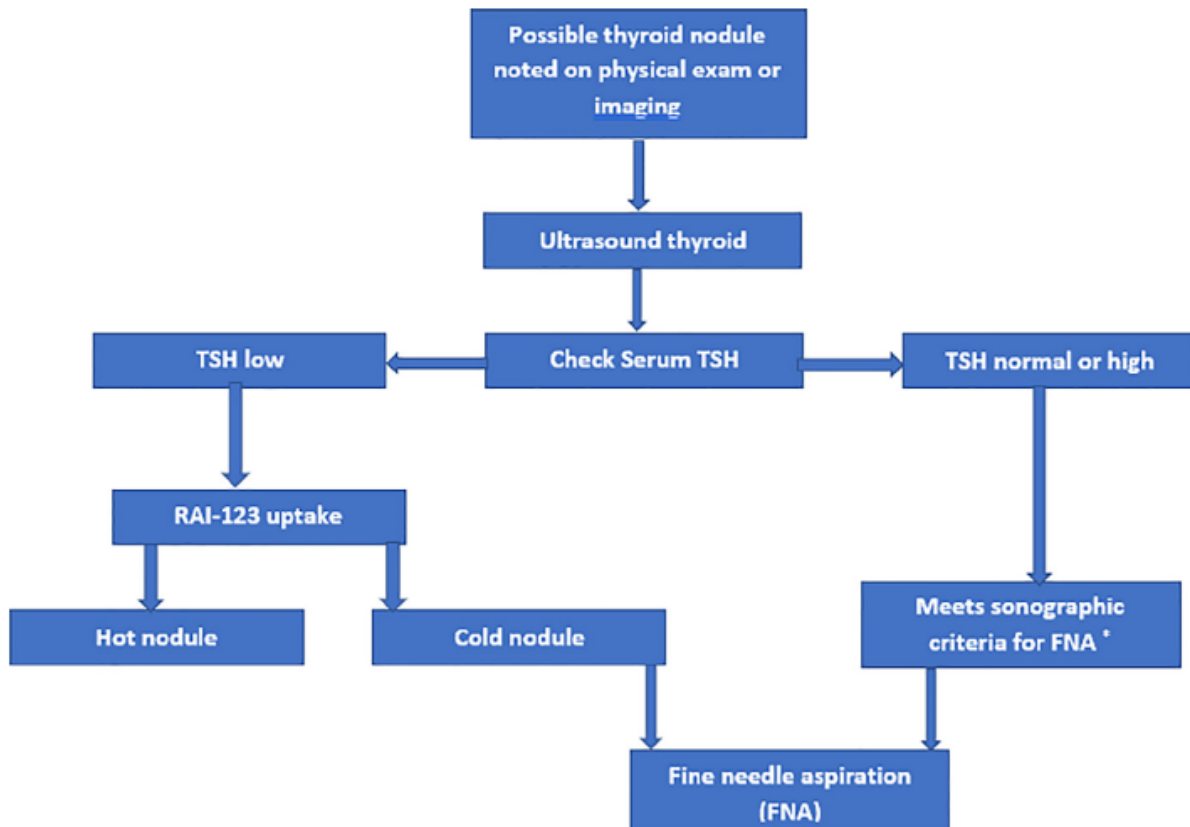 Possible thyroid nodule
noted on physical exam or
imaging
Ultrasound thyroid
TSH low
Check Serum TSH
TSH normal or high
RAI-123 uptake
Hot nodule
Cold nodule
Meets sonographic
criteria for FNA *
Fine needle aspiration
(FNA)